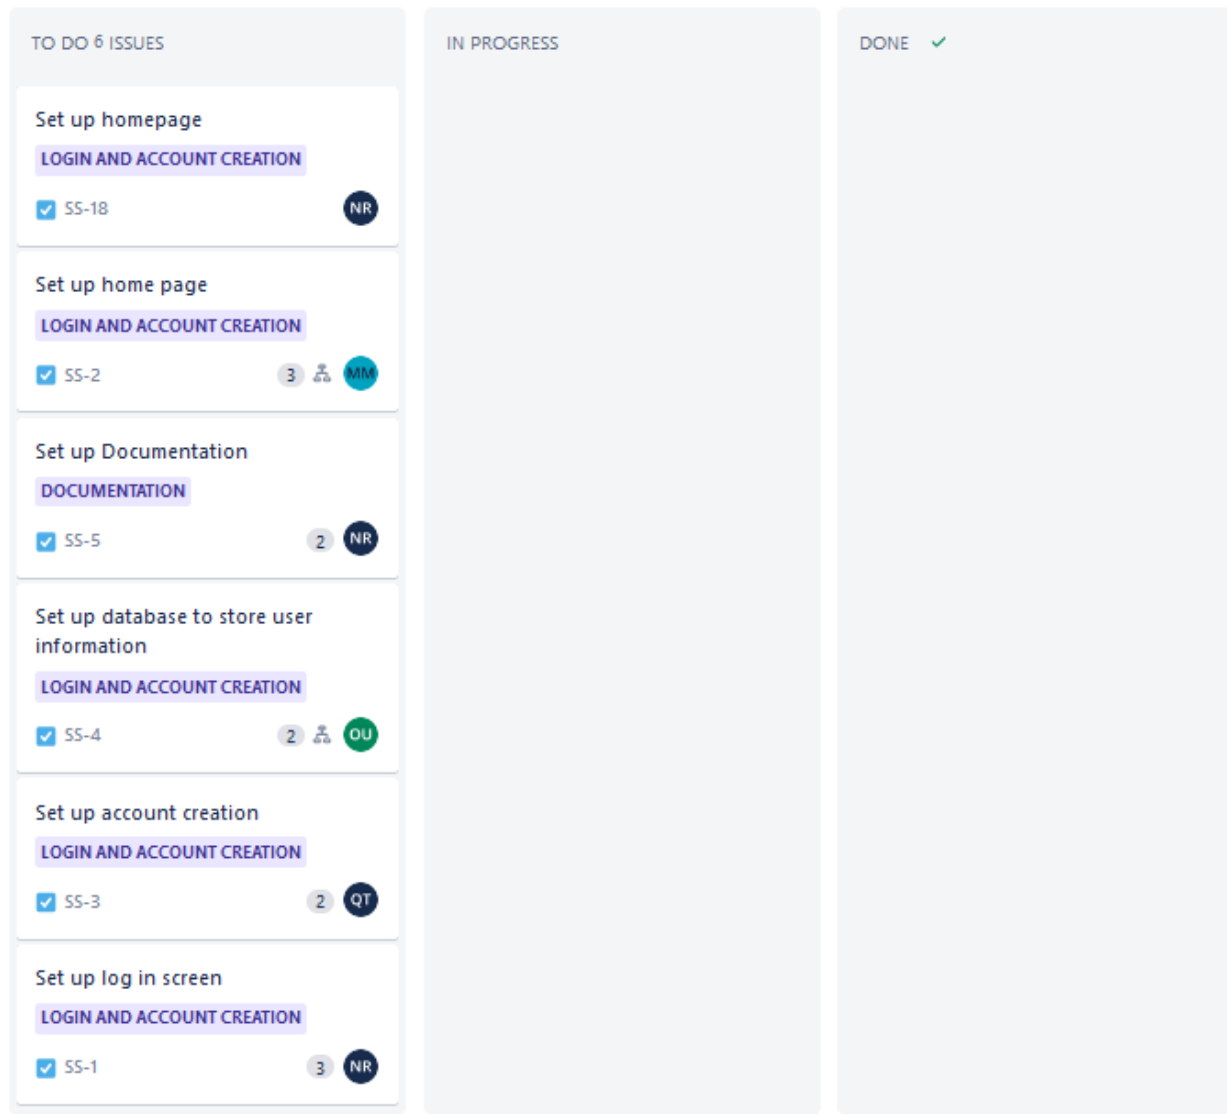 TO DO 6 ISSUES
IN PROGRESS
DONE
Set up homepage
LOGIN AND ACCOUNT CREATION
SS-18
NR
Set up home page
LOGIN AND ACCOUNT CREATION
SS-2
3
MM
Set up Documentation
DOCUMENTATION
SS-5
2
NR
Set up database to store user
information
LOGIN AND ACCOUNT CREATION
SS-4
2
OU
Set up account creation
LOGIN AND ACCOUNT CREATION
SS-3
2
QT
Set up log in screen
LOGIN AND ACCOUNT CREATION
SS-1
3
NR